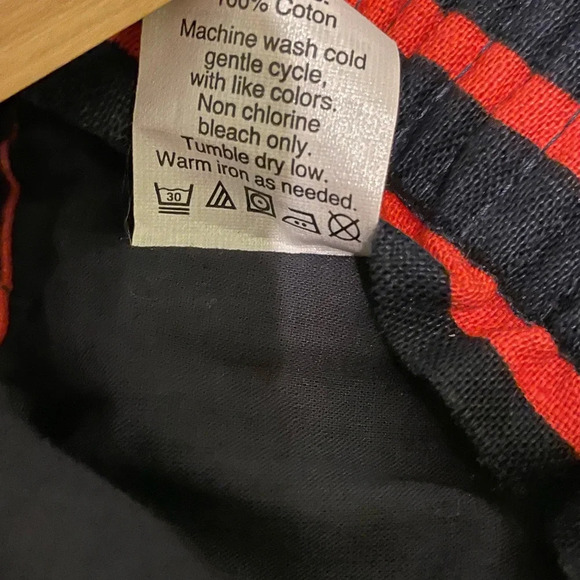 100% Coton
Machine wash cold
gentle cycle,
with like colors.
Non chlorine
bleach only.
Tumble dry low.
Warm iron as needed.
30